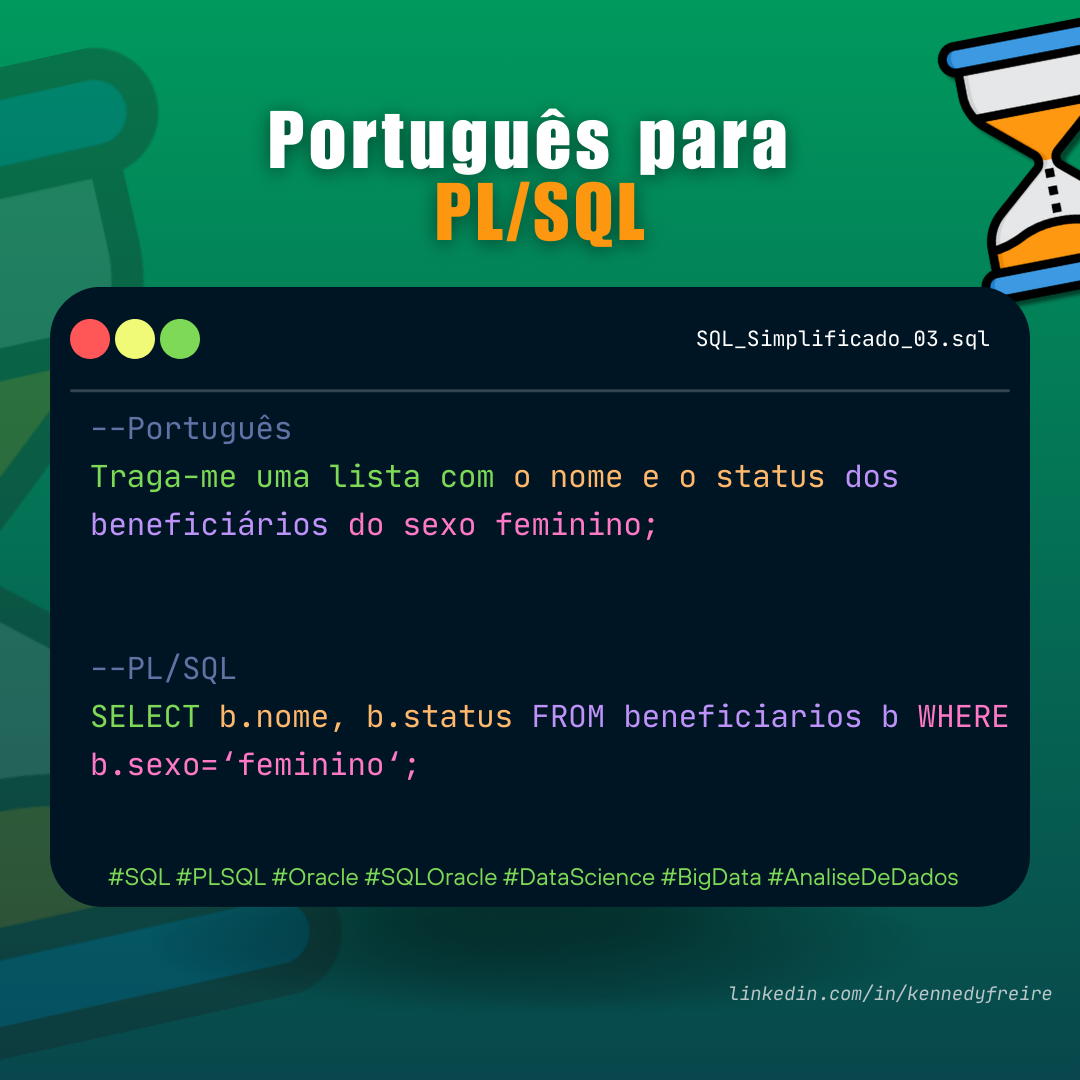 Português para
PL/SQL
SQL_Simplificado_03.sql
--Português
Traga-me uma lista com o nome e o status dos
beneficiários do sexo feminino;
--PL/SQL
SELECT b.nome, b.status FROM beneficiarios b WHERE
b.sexo=‘feminino‘;
#SQL #PLSQL #Oracle #SQLOracle #DataScience #BigData #AnaliseDeDados
linkedin.com/in/kennedyfreire